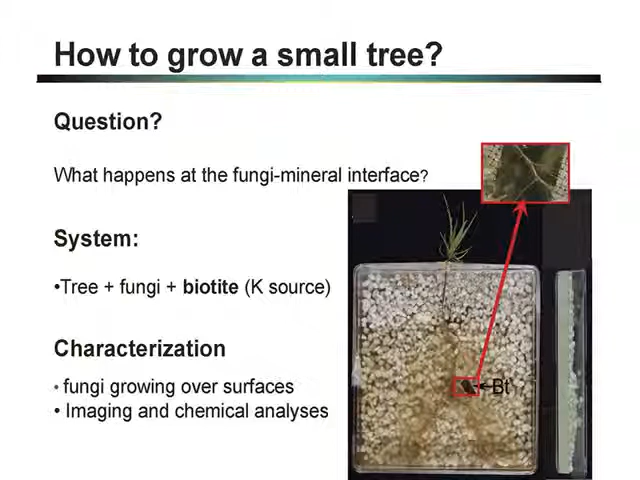 How to grow a small tree?
Question?
What happens at the fungi-mineral interface?
System:
•Tree + fungi + biotite (K source)
Characterization
• fungi growing over surfaces
• Imaging and chemical analyses
Bt